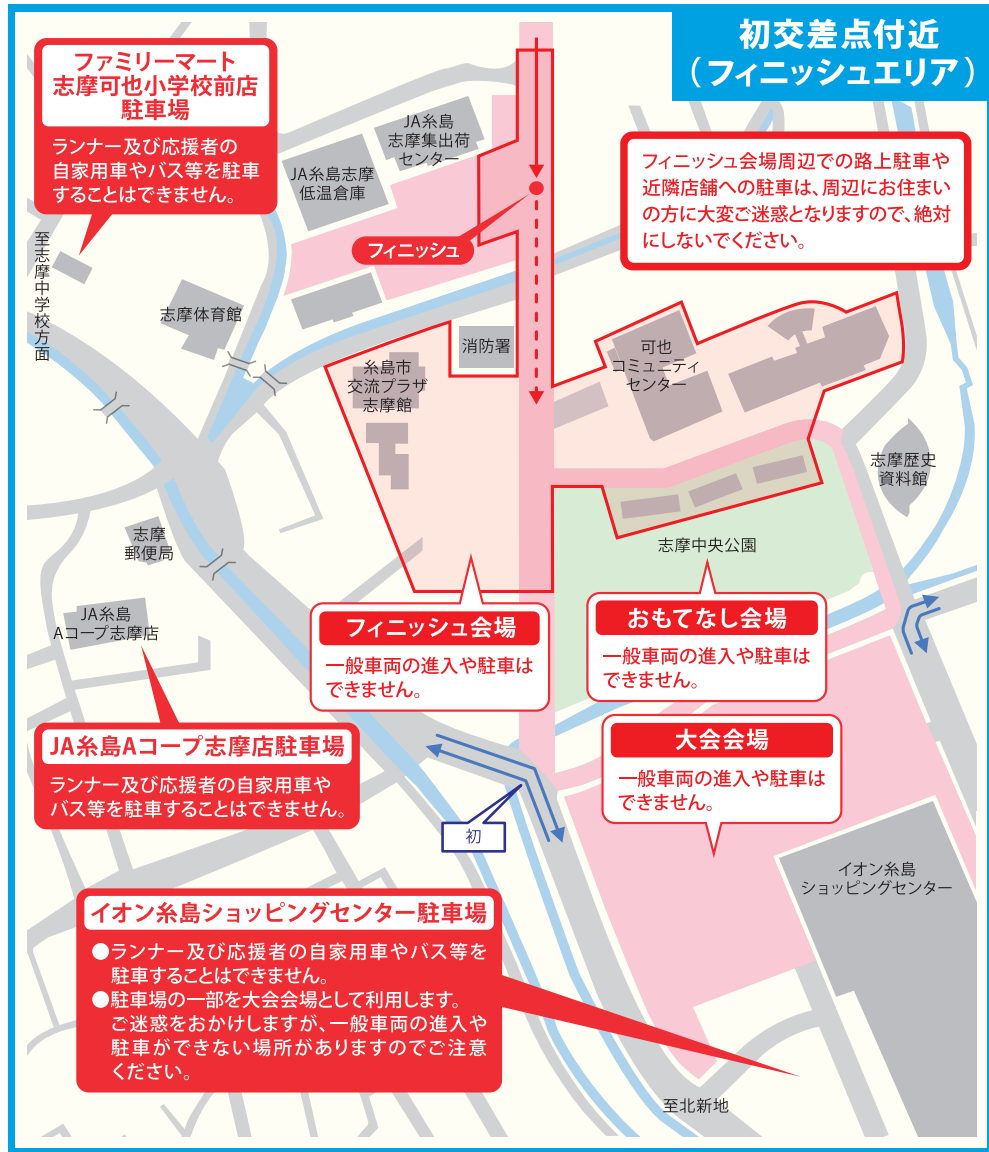 初交差点付近
（フィニッシュエリア）
ファミリーマート
志摩可也小学校前店
駐車場
ランナー及び応援者の
自家用車やバス等を駐車
することはできません。
JA糸島
志摩集出荷
センター
JA糸島志摩
低温倉庫
フィニッシュ会場周辺での路上駐車や
近隣店舗への駐車は、周辺にお住まい
の方に大変ご迷惑となりますので、絶対
にしないでください。
フィニッシュ
至志摩中学校方面
志摩体育館
消防署
糸島市
交流プラザ
志摩館
可也
コミュニティ
センター
志摩歴史
資料館
志摩
郵便局
志摩中央公園
JA糸島
Aコープ志摩店
フィニッシュ会場
一般車両の進入や駐車は
できません。
おもてなし会場
一般車両の進入や駐車は
できません。
JA糸島Aコープ志摩店駐車場
ランナー及び応援者の自家用車や
バス等を駐車することはできません。
大会会場
一般車両の進入や駐車は
できません。
初
イオン糸島
ショッピングセンター
イオン糸島ショッピングセンター駐車場
●ランナー及び応援者の自家用車やバス等を
駐車することはできません。
●駐車場の一部を大会会場として利用します。
ご迷惑をおかけしますが、一般車両の進入や
駐車ができない場所がありますのでご注意
ください。
至北新地